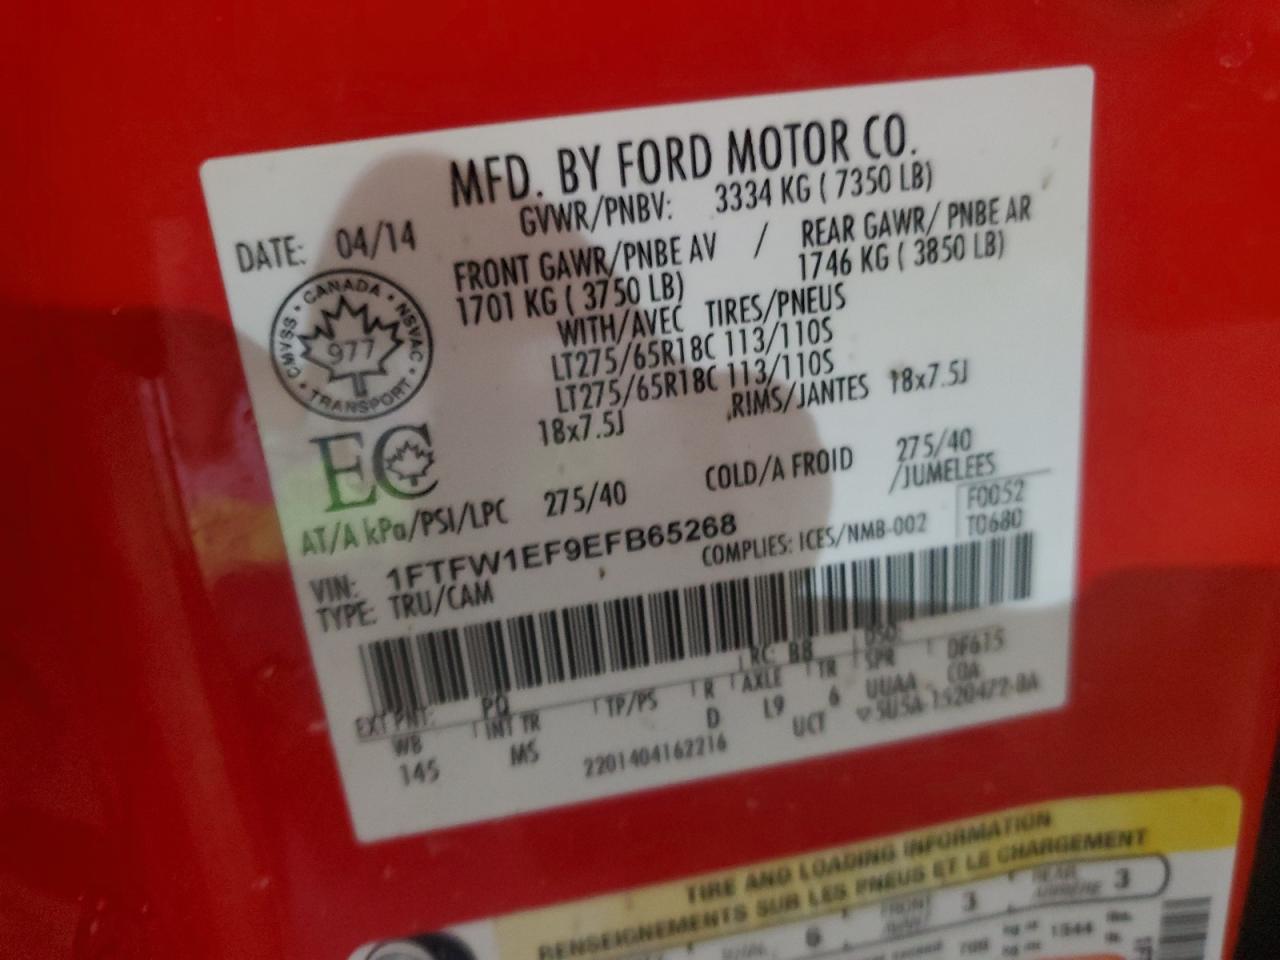 MFD. BY FORD MOTOR CO.
DATE: 04/14
GVWR/PNBV: 3334 KG ( 7350 LB)
FRONT GAWR/PNBE AV / REAR GAWR/ PNBE AR
1701 KG ( 3750 LB) 1746 KG ( 3850 LB)
WITH/AVEC TIRES/PNEUS
LT275/65R18C 113/110S
LT275/65R18C 113/110S
18x7.5J RIMS/JANTES 18x7.5J
CANADA • NSVAC • TRANSPORT • CMVSS
977
EC
AT/A kPa/PSI/LPC 275/40 COLD/A FROID 275/40
/JUMELEES
VIN: 1FTFW1EF9EFB65268
COMPLIES: ICES/NMB-002
F0052
T0680
TYPE: TRU/CAM
EXT PNT: PQ RC: 88 DSO:
WB INT TR TP/PS R AXLE TR SPR DF615
145 MS D L9 6 UUAA COA
2201404162216 UCT
TIRE AND LOADING INFORMATION
RENSEIGNEMENTS SUR LES PNEUS ET LE CHARGEMENT
6 FRONT 3 REAR 3